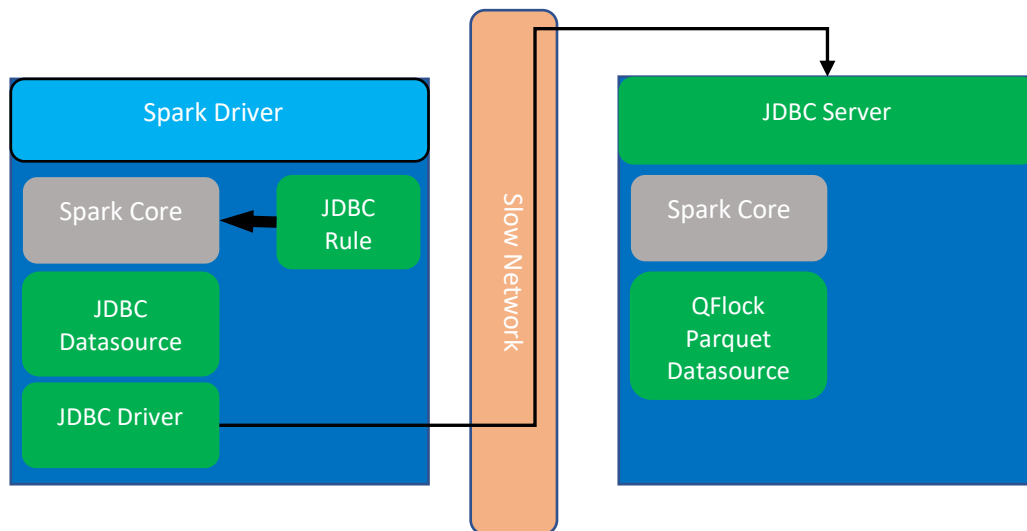 Spark Driver
Spark Core
JDBC
Rule
JDBC
Datasource
JDBC Driver
Slow Network
JDBC Server
Spark Core
QFlock
Parquet
Datasource